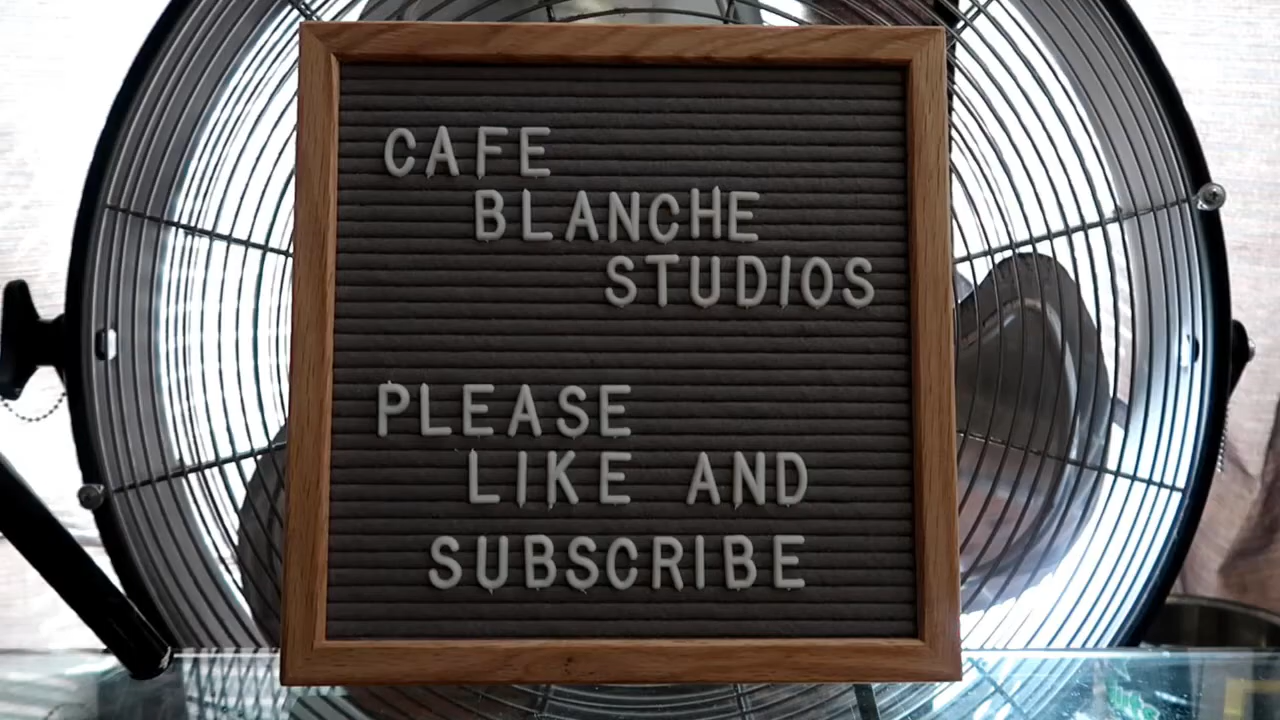 CAFE
BLANCHE
STUDIOS
PLEASE
LIKE AND
SUBSCRIBE